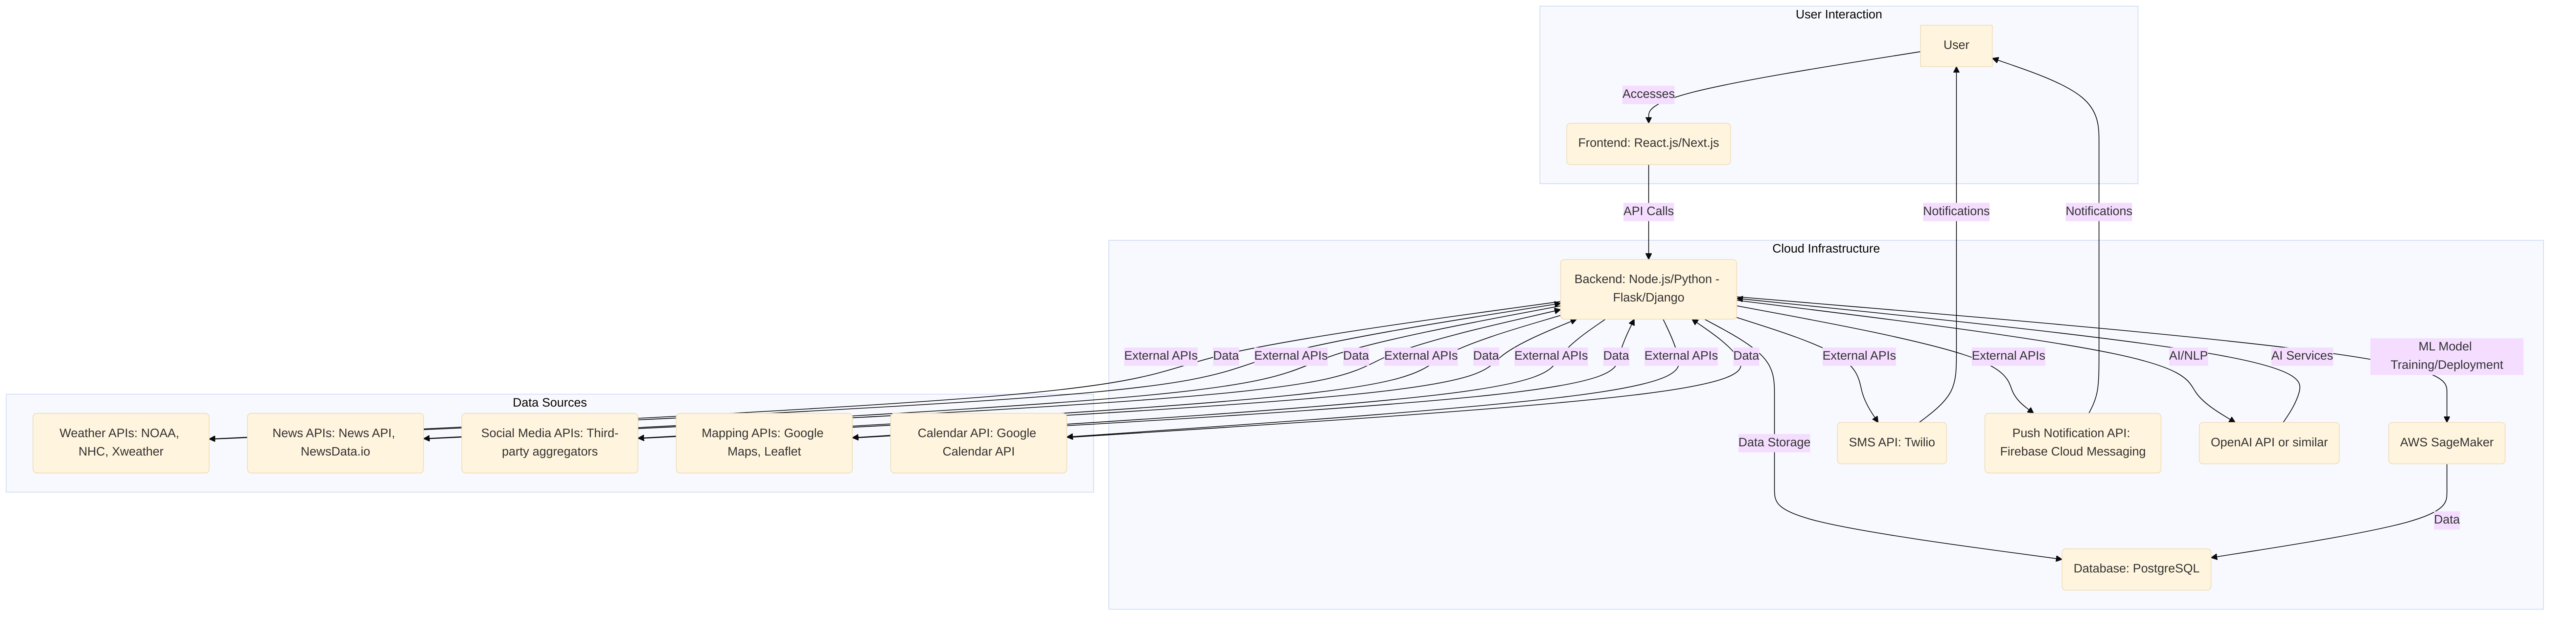 User Interaction
User
Accesses
Frontend: React.js/Next.js
API Calls
Notifications
Notifications
Cloud Infrastructure
Backend: Node.js/Python -
Flask/Django
External APIs
Data
External APIs
Data
External APIs
Data
External APIs
Data
External APIs
Data
External APIs
External APIs
AI/NLP
AI Services
ML Model
Training/Deployment
Data Sources
Weather APIs: NOAA,
NHC, Xweather
News APIs: News API,
NewsData.io
Social Media APIs: Third-
party aggregators
Mapping APIs: Google
Maps, Leaflet
Calendar API: Google
Calendar API
Data Storage
SMS API: Twilio
Push Notification API:
Firebase Cloud Messaging
OpenAI API or similar
AWS SageMaker
Data
Database: PostgreSQL